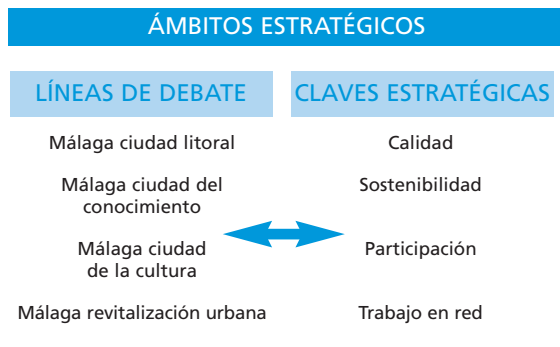 ÁMBITOS ESTRATÉGICOS
LÍNEAS DE DEBATE
Málaga ciudad litoral
Málaga ciudad del
conocimiento
Málaga ciudad
de la cultura
Málaga revitalización urbana
CLAVES ESTRATÉGICAS
Calidad
Sostenibilidad
Participación
Trabajo en red